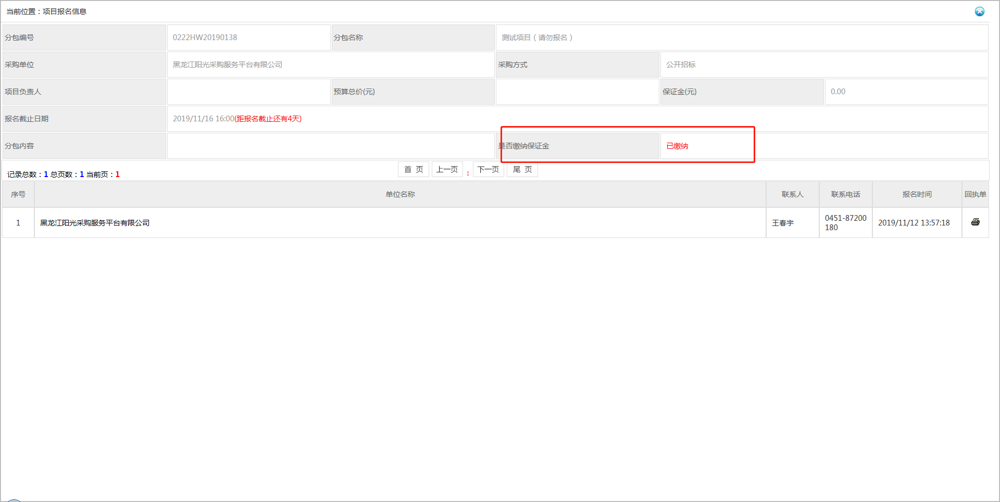 当前位置：项目报名信息
分包编号 0222HW20190138 分包名称 测试项目（请勿报名）
采购单位 黑龙江阳光采购服务平台有限公司 采购方式 公开招标
项目负责人 预算总价(元) 保证金(元) 0.00
报名截止日期 2019/11/16 16:00(距报名截止还有4天)
分包内容 是否缴纳保证金 已缴纳
记录总数：1 总页数：1 当前页：1 首 页 上一页 下一页 尾 页
序号 单位名称 联系人 联系电话 报名时间 回执单
1 黑龙江阳光采购服务平台有限公司 王春宇 0451-87200 2019/11/12 13:57:18
180